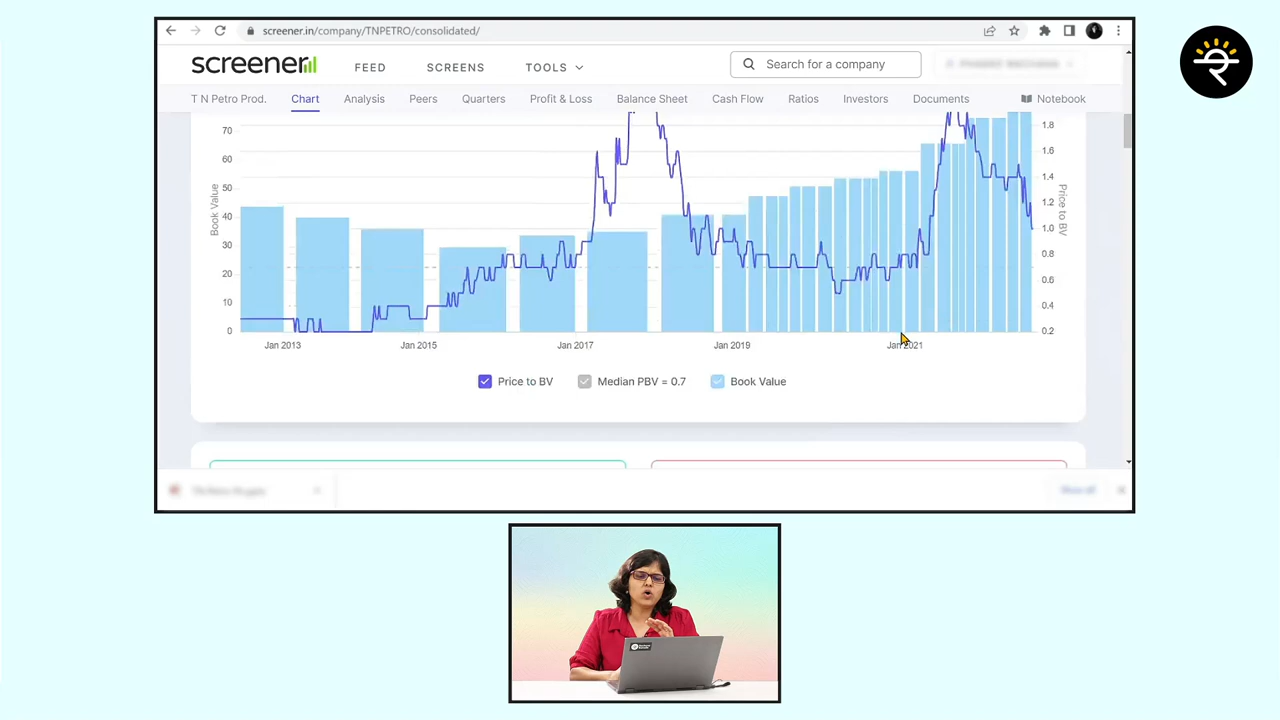 screener.in/company/TNPETRO/consolidated/
screener
FEED
SCREENS
TOOLS
Search for a company
T N Petro Prod.
Chart
Analysis
Peers
Quarters
Profit & Loss
Balance Sheet
Cash Flow
Ratios
Investors
Documents
Notebook
70
60
50
40
30
20
10
0
Book Value
1.8
1.6
1.4
1.2
1.0
0.8
0.6
0.4
0.2
Price to BV
Jan 2013
Jan 2015
Jan 2017
Jan 2019
Jan 2021
Price to BV
Median PBV = 0.7
Book Value